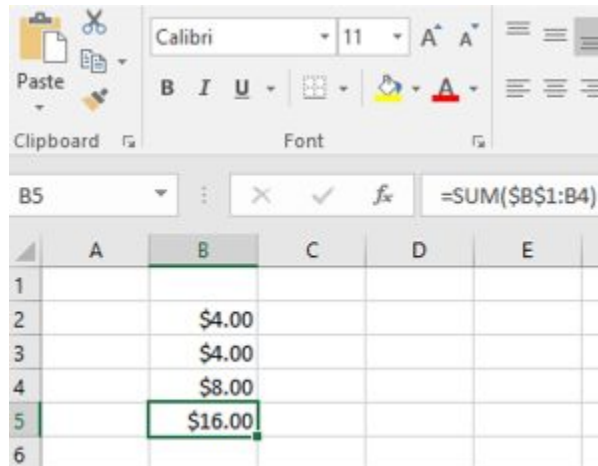 Calibri 11 A A
Paste B I U A
Clipboard Font
B5 fx =SUM($B$1:B4)
A B C D E
1
2 $4.00
3 $4.00
4 $8.00
5 $16.00
6